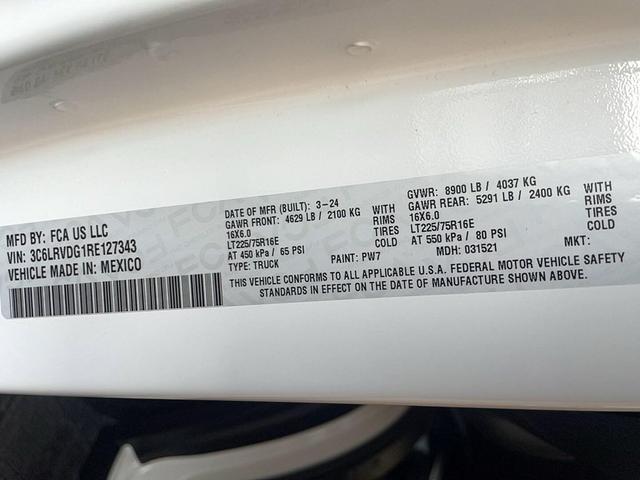 MFD BY: FCA US LLC
VIN: 3C6LRVDG1RE127343
VEHICLE MADE IN: MEXICO
DATE OF MFR (BUILT): 3-24
GAWR FRONT: 4629 LB / 2100 KG WITH
16X6.0 RIMS
LT225/75R16E TIRES
AT 450 kPa / 65 PSI COLD
TYPE: TRUCK PAINT: PW7
GVWR: 8900 LB / 4037 KG
GAWR REAR: 5291 LB / 2400 KG WITH
16X6.0 RIMS
LT225/75R16E TIRES
AT 550 kPa / 80 PSI COLD
MDH: 031521 MKT:
THIS VEHICLE CONFORMS TO ALL APPLICABLE U.S.A. FEDERAL MOTOR VEHICLE SAFETY
STANDARDS IN EFFECT ON THE DATE OF MANUFACTURE SHOWN ABOVE.